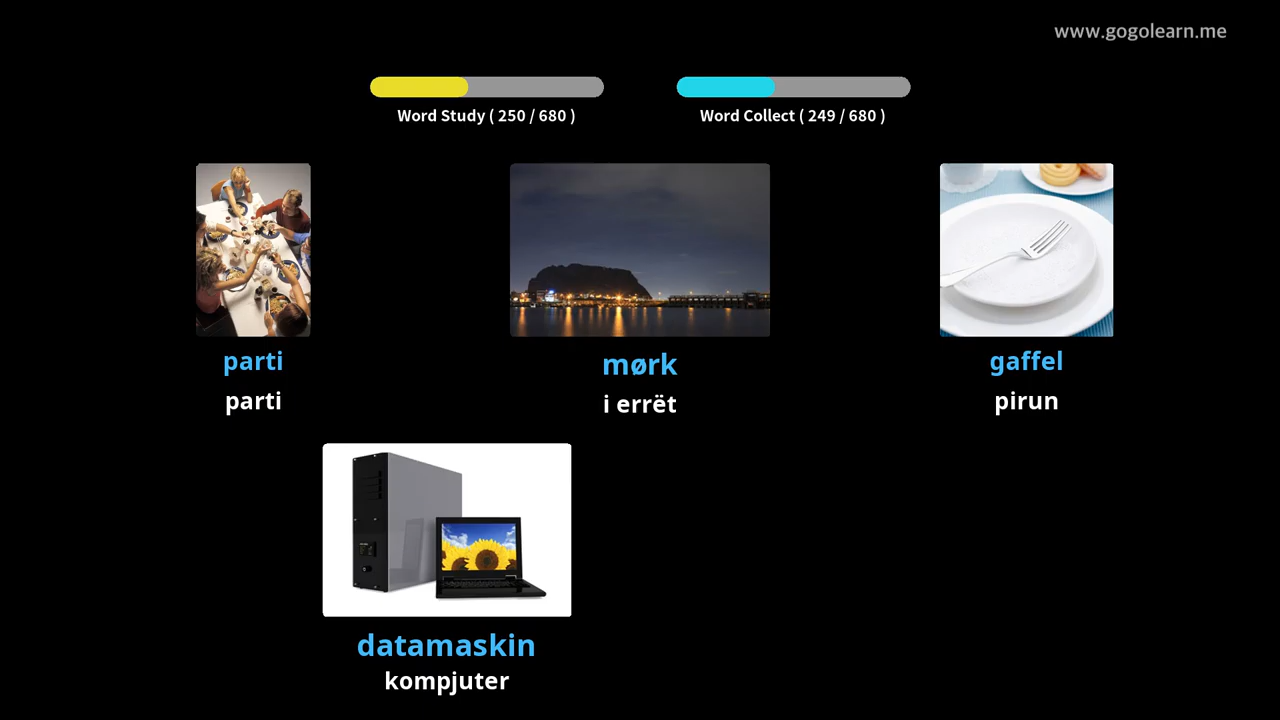 www.gogolearn.me
Word Study ( 250 / 680 )
Word Collect ( 249 / 680 )
parti
mørk
gaffel
parti
i errët
pirun
datamaskin
kompjuter